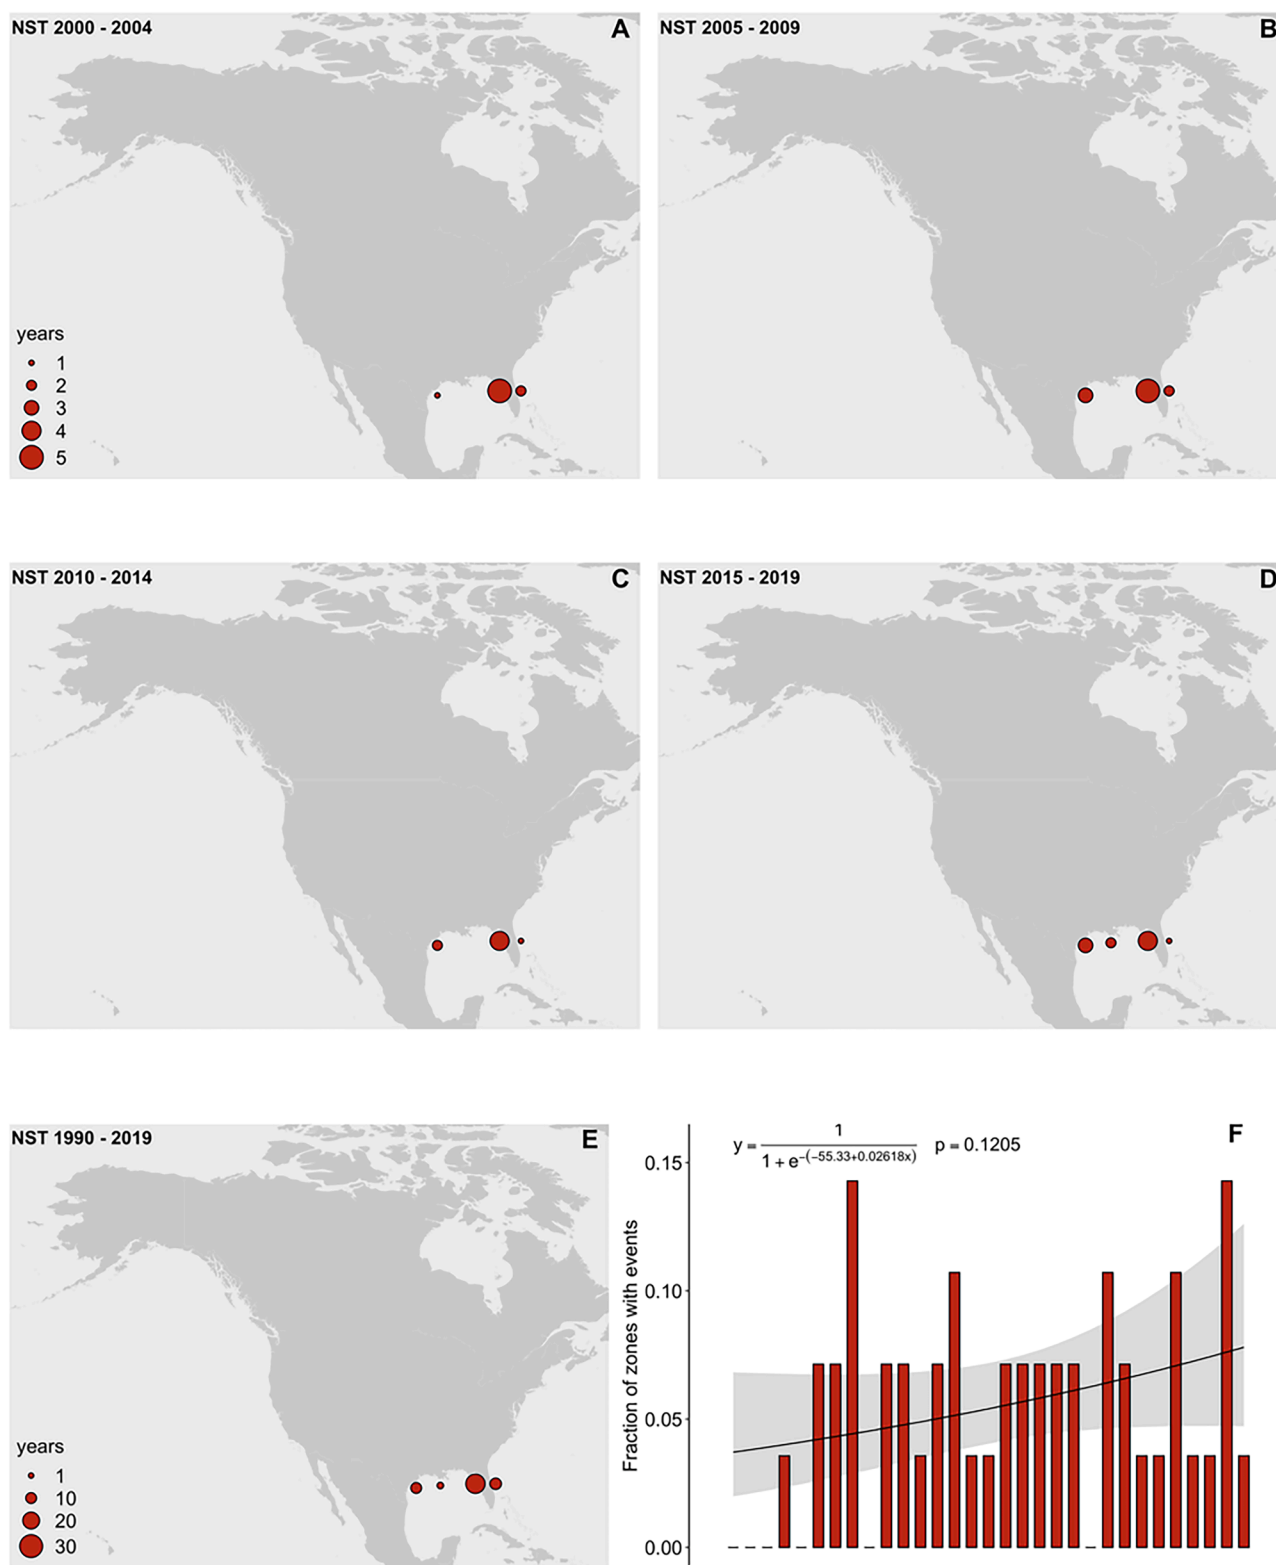 NST 2000 - 2004
A
NST 2005 - 2009
B
years
1
2
3
4
5
NST 2010 - 2014
C
NST 2015 - 2019
D
NST 1990 - 2019
E
years
1
10
20
30
F
y = 1 / 1 + e^-(-55.33+0.02618x) p = 0.1205
Fraction of zones with events
0.15
0.10
0.05
0.00